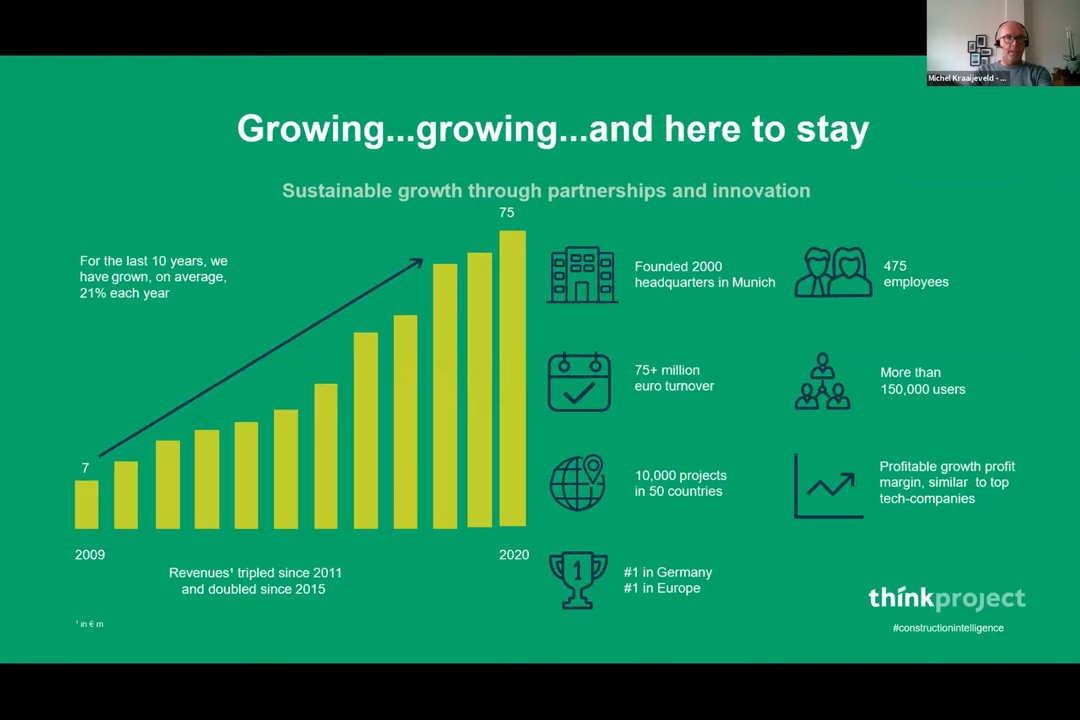 Michel Kraaijeveld - ...
Growing...growing...and here to stay
Sustainable growth through partnerships and innovation
75
For the last 10 years, we
have grown, on average,
21% each year
7
2009
2020
Revenues¹ tripled since 2011
and doubled since 2015
¹ in € m
Founded 2000
headquarters in Munich
475
employees
75+ million
euro turnover
More than
150,000 users
10,000 projects
in 50 countries
Profitable growth profit
margin, similar to top
tech-companies
1
#1 in Germany
#1 in Europe
thinkproject
#constructionintelligence